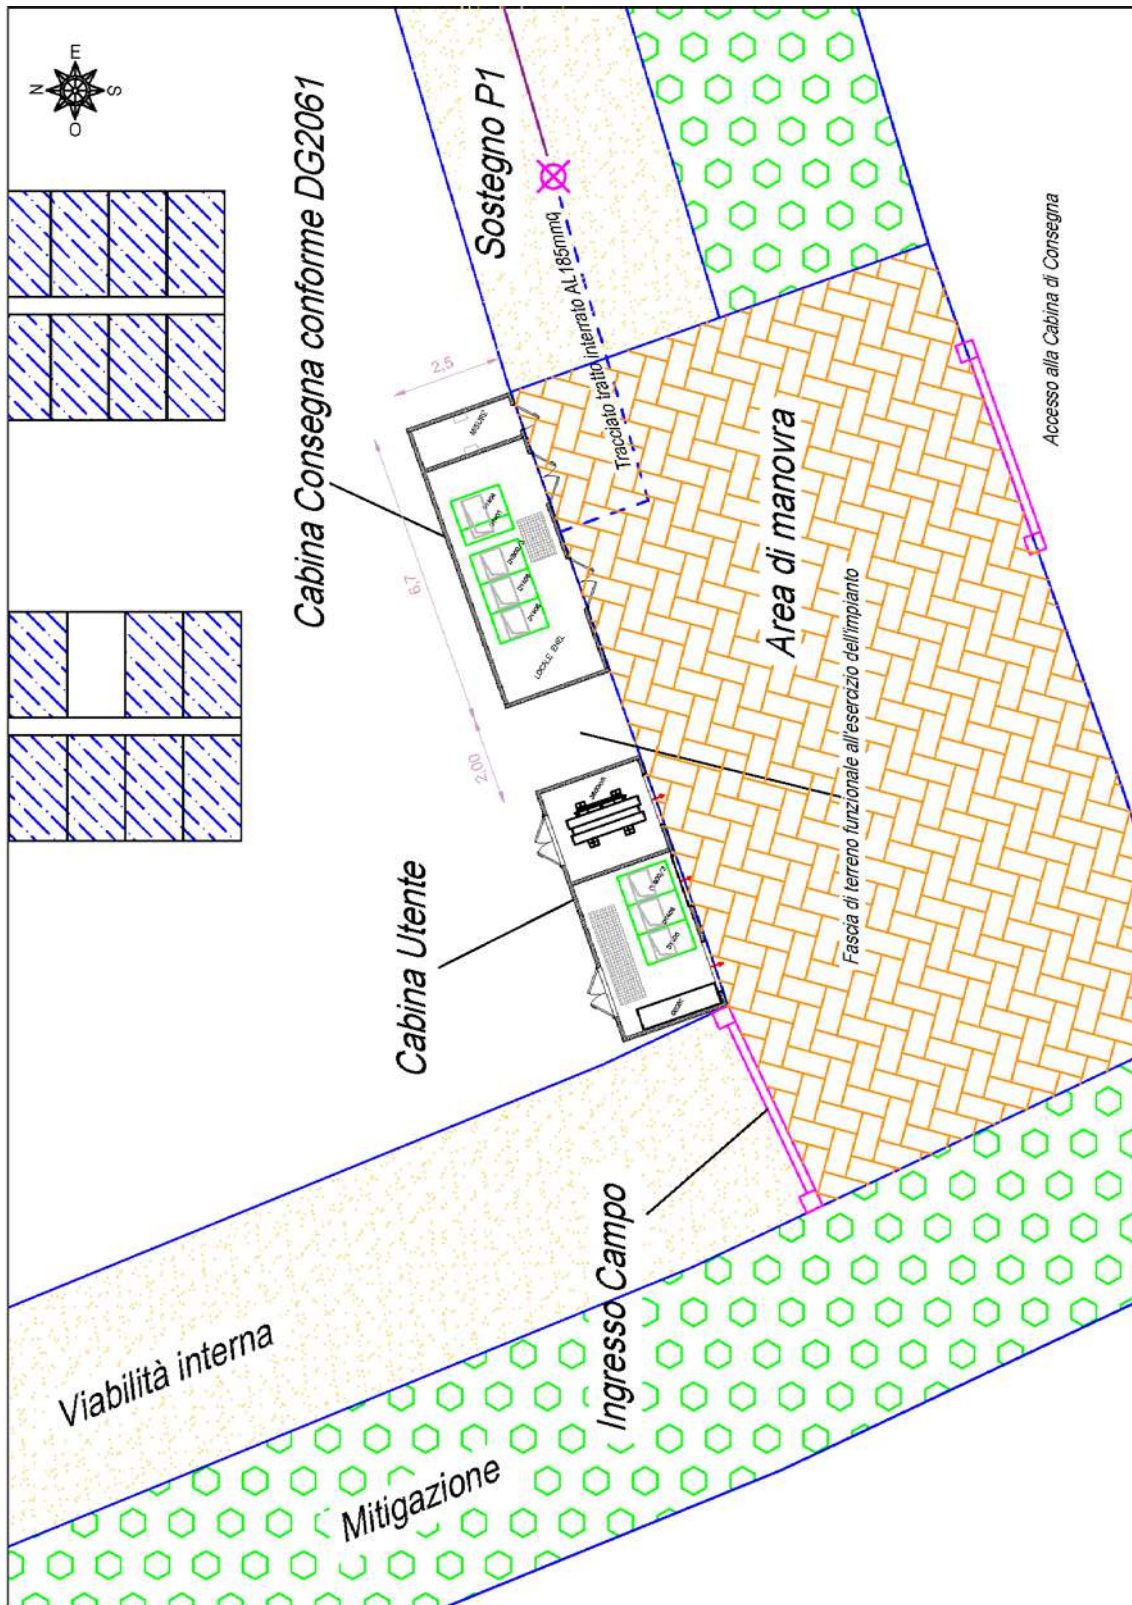 E
N
S
O
Cabina Consegna conforme DG2061
Sostegno P1
Tracciato tratto interrato AL185mmq
2,5
MISURE
6,7
LOCALE ENEL
2,00
Area di manovra
Accesso alla Cabina di Consegna
Fascia di terreno funzionale all'esercizio dell'impianto
Cabina Utente
Ingresso Campo
Viabilità interna
Mitigazione